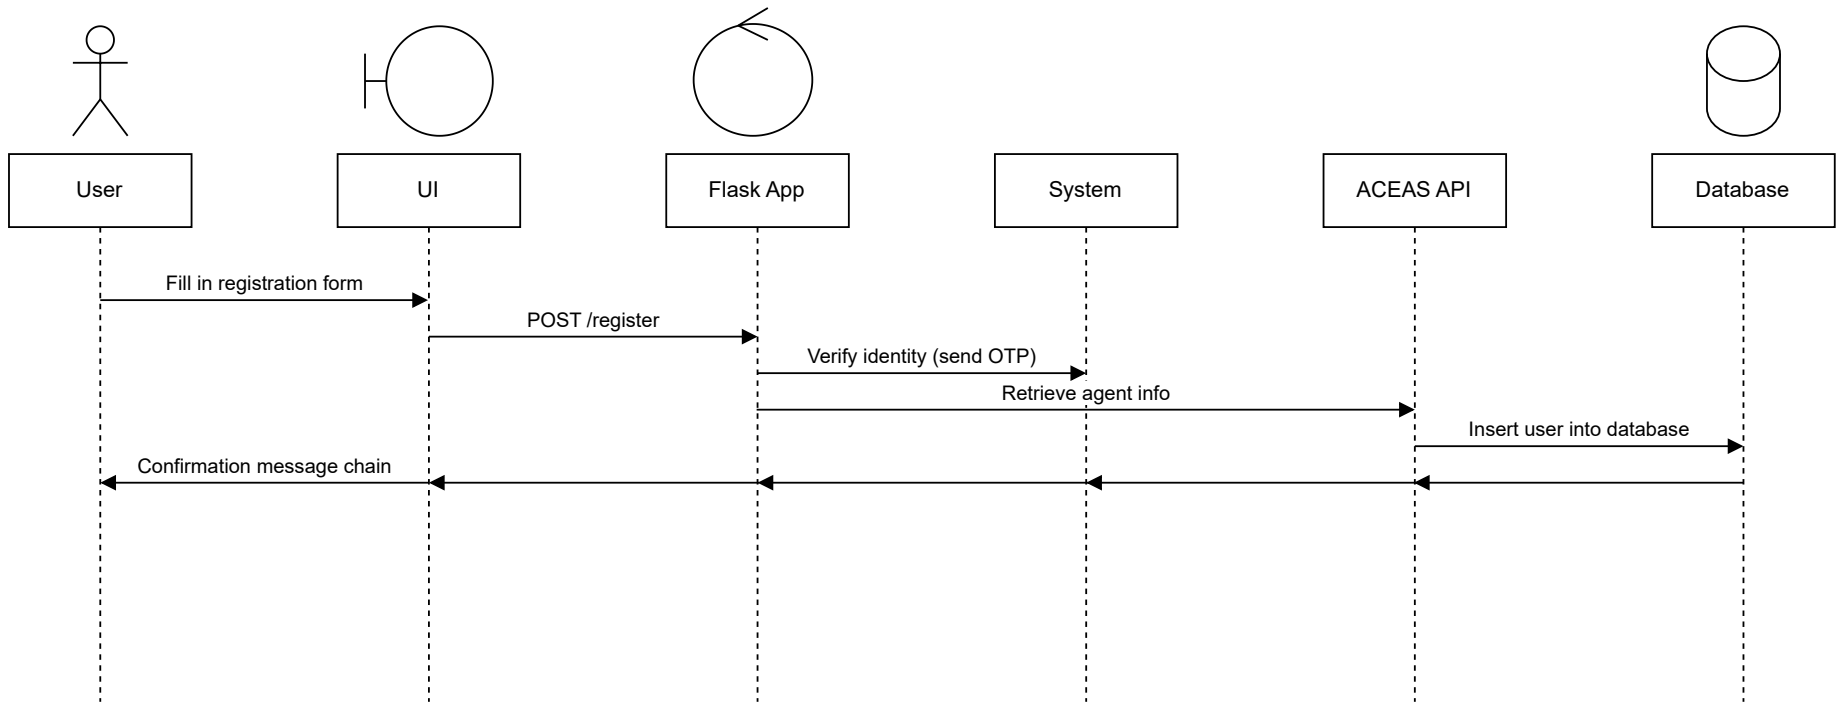 User
UI
Flask App
System
ACEAS API
Database
Fill in registration form
POST /register
Verify identity (send OTP)
Retrieve agent info
Insert user into database
Confirmation message chain